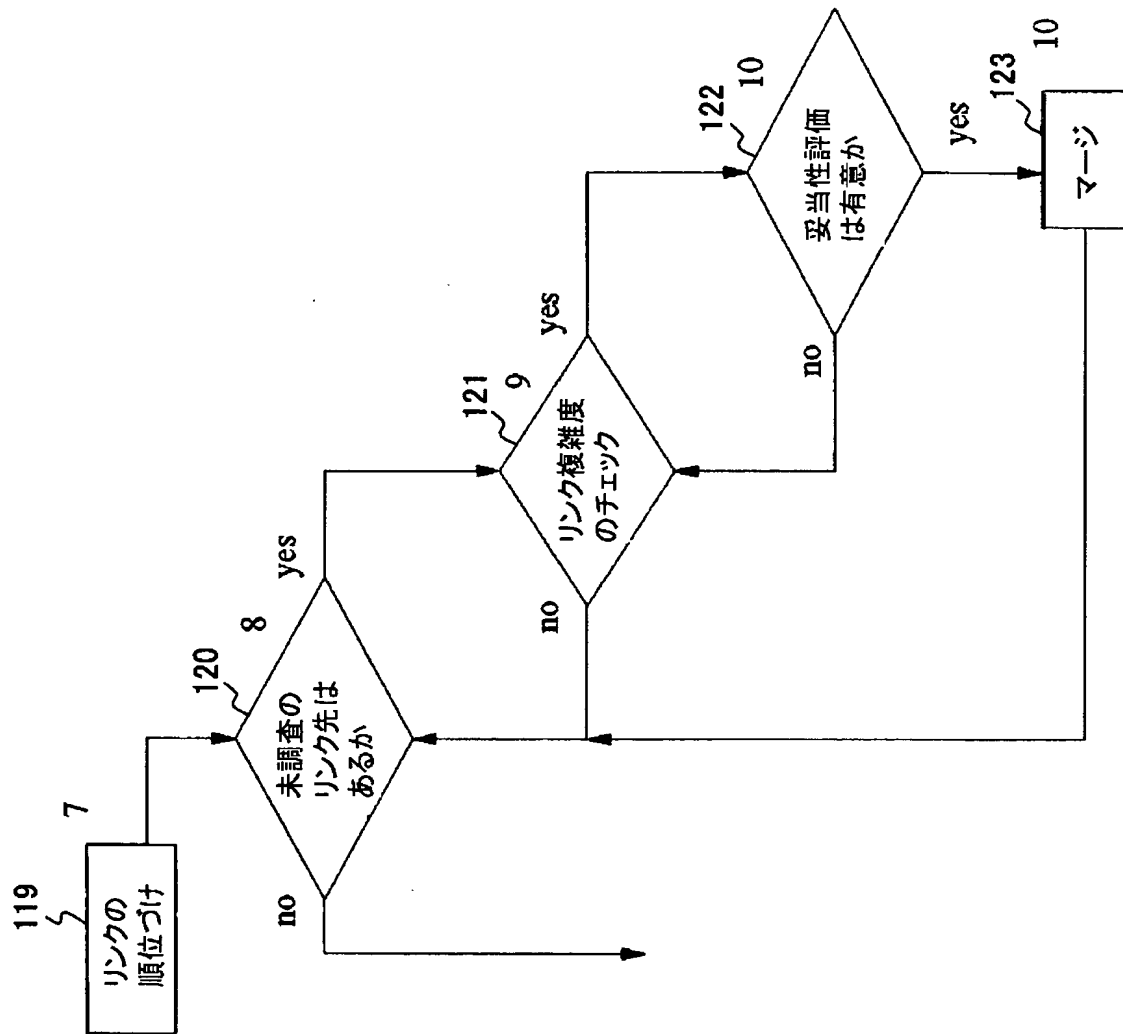 119
7
リンクの
順位づけ
120
8
未調査の
リンク先は
あるか
yes
no
121
9
リンク複雑度
のチェック
yes
no
122
10
妥当性評価
は有意か
no
yes
123
10
マージ